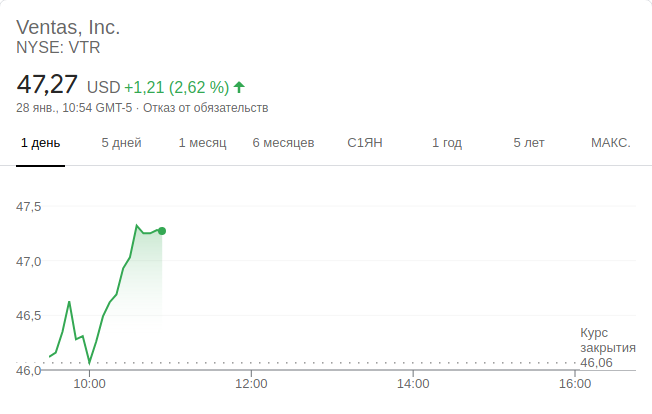 Ventas, Inc.
NYSE: VTR
47,27 USD +1,21 (2,62 %)
28 янв., 10:54 GMT-5 · Отказ от обязательств
1 день 5 дней 1 месяц 6 месяцев С1ЯН 1 год 5 лет МАКС.
47,5
47,0
46,5
46,0
Курс
закрытия
46,06
10:00 12:00 14:00 16:00